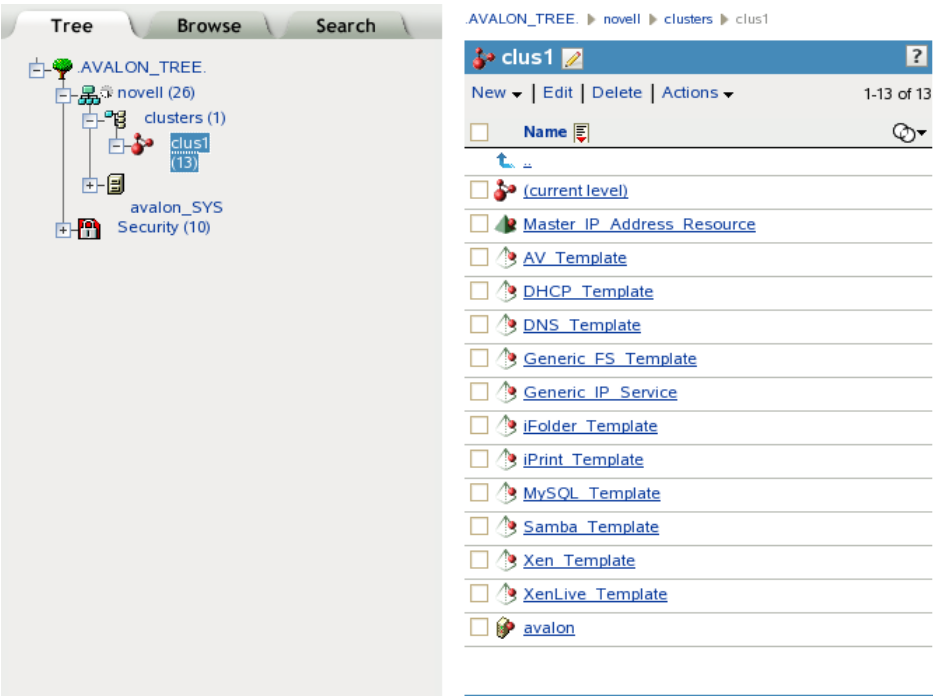 Tree
Browse
Search
.AVALON_TREE.
novell (26)
clusters (1)
clus1
(13)
avalon_SYS
Security (10)
.AVALON_TREE. novell clusters clus1
clus1 ?
New | Edit | Delete | Actions 1-13 of 13
Name
..
(current level)
Master_IP_Address_Resource
AV_Template
DHCP_Template
DNS_Template
Generic_FS_Template
Generic_IP_Service
iFolder_Template
iPrint_Template
MySQL_Template
Samba_Template
Xen_Template
XenLive_Template
avalon